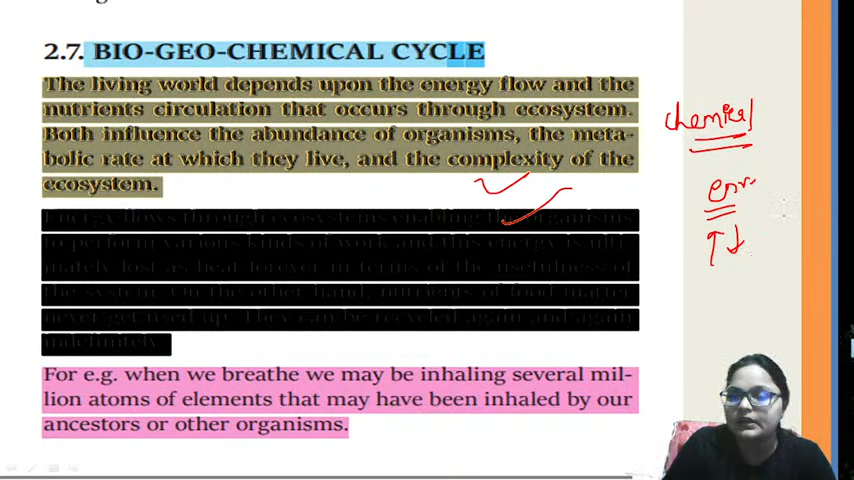 2.7. BIO-GEO-CHEMICAL CYCLE
The living world depends upon the energy flow and the
nutrients circulation that occurs through ecosystem.
Both influence the abundance of organisms, the meta-
bolic rate at which they live, and the complexity of the
ecosystem.
Energy flows through ecosystems enabling the organisms
to perform various kinds of work and this energy is ulti-
mately lost as heat forever in terms of the usefulness of
the system. On the other hand, nutrients of food matter
never get used up. They can be recycled again and again
indefinitely.
For e.g. when we breathe we may be inhaling several mil-
lion atoms of elements that may have been inhaled by our
ancestors or other organisms.
chemical